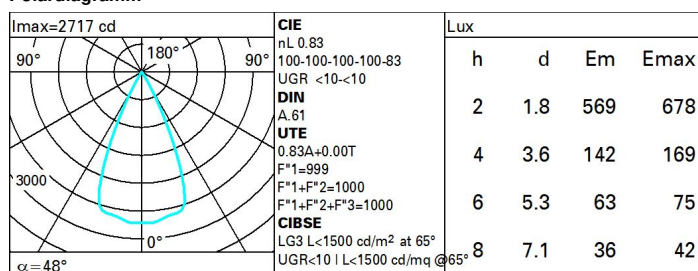 Imax=2717 cd
90°
180°
90°
3000
0°
α=48°
CIE
nL 0.83
100-100-100-100-83
UGR <10-<10
DIN
A.61
UTE
0.83A+0.00T
F"1=999
F"1+F"2=1000
F"1+F"2+F"3=1000
CIBSE
LG3 L<1500 cd/m² at 65°
UGR<10 | L<1500 cd/mq @65°
Lux
h d Em Emax
2 1.8 569 678
4 3.6 142 169
6 5.3 63 75
8 7.1 36 42